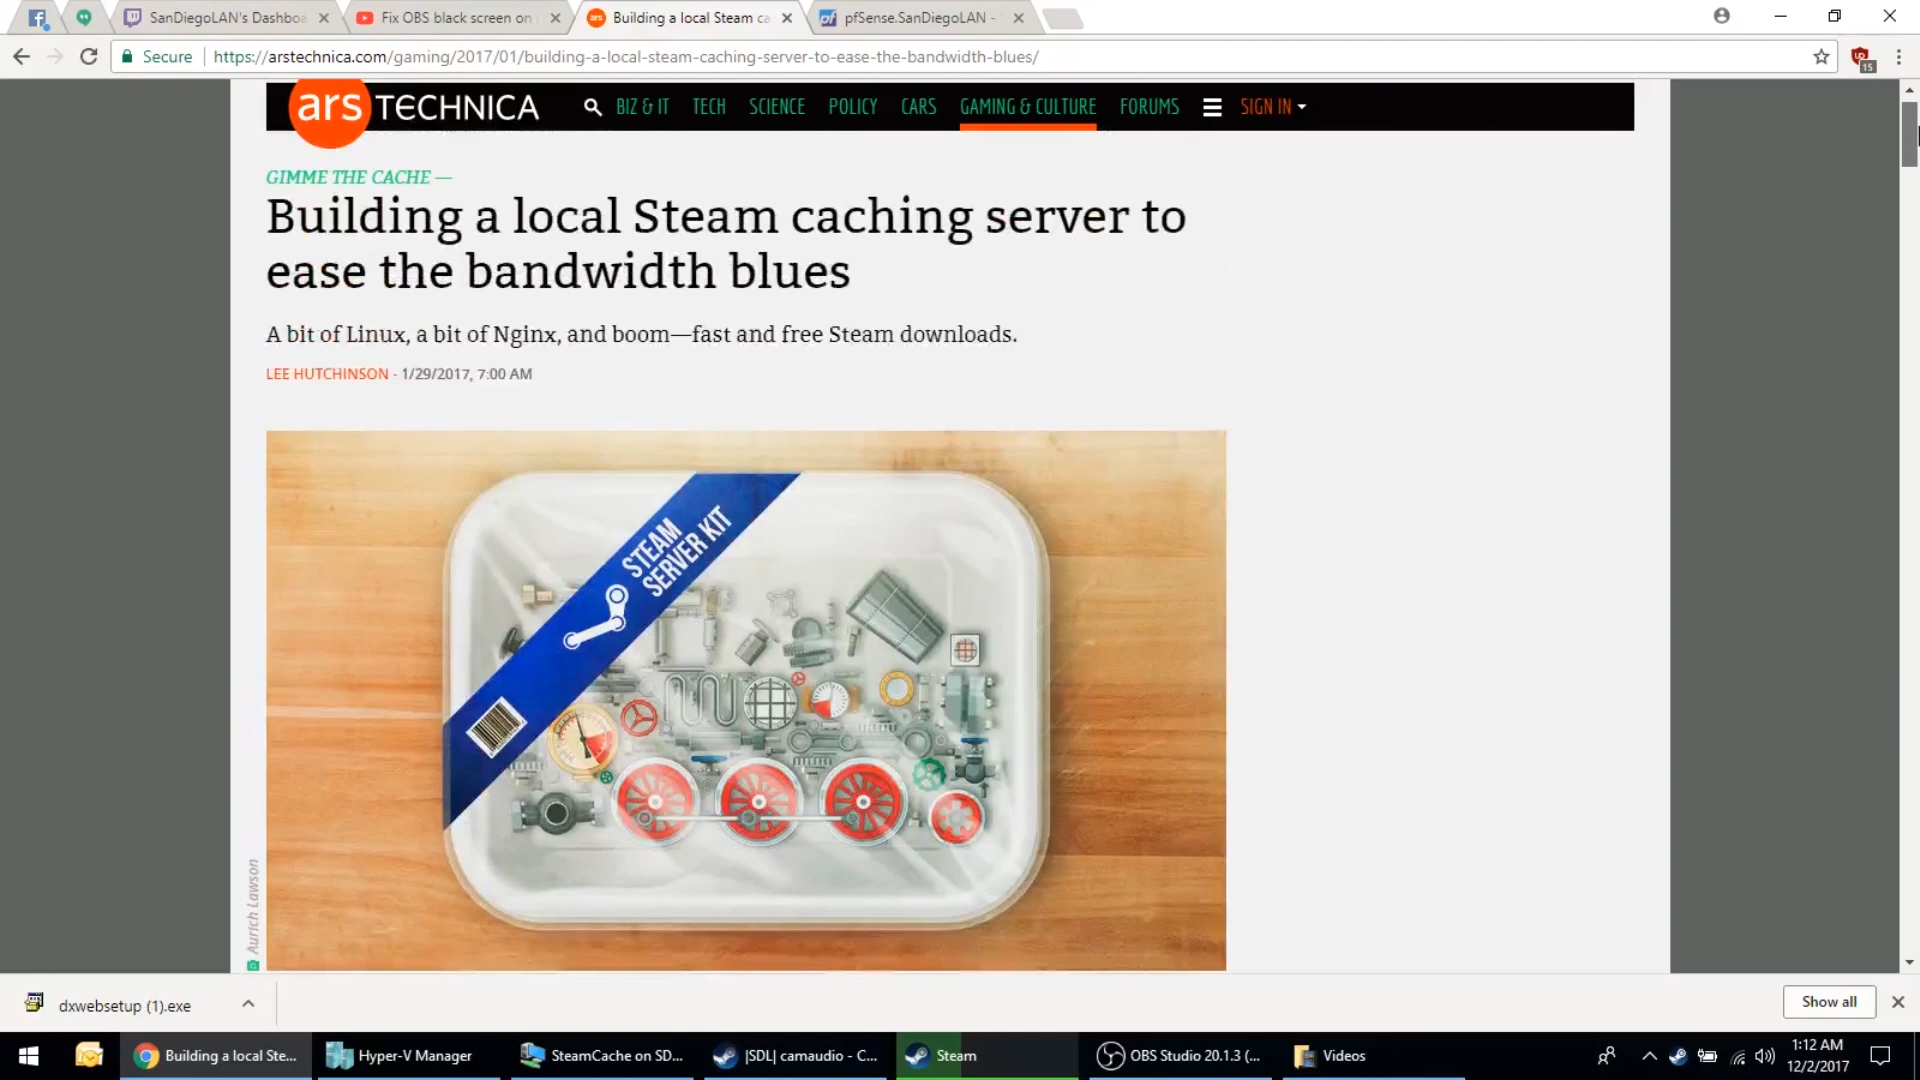 SanDiegoLAN's Dashboa
Fix OBS black screen on
ars
Building a local Steam ca
pf
pfSense.SanDiegoLAN -
Secure
https://arstechnica.com/gaming/2017/01/building-a-local-steam-caching-server-to-ease-the-bandwidth-blues/
15
ars TECHNICA
BIZ & IT
TECH
SCIENCE
POLICY
CARS
GAMING & CULTURE
FORUMS
SIGN IN
GIMME THE CACHE —
Building a local Steam caching server to
ease the bandwidth blues
A bit of Linux, a bit of Nginx, and boom—fast and free Steam downloads.
LEE HUTCHINSON - 1/29/2017, 7:00 AM
STEAM
SERVER KIT
Aurich Lawson
dxwebsetup (1).exe
Show all
Building a local Ste...
Hyper-V Manager
SteamCache on SD...
|SDL| camaudio - C...
Steam
OBS Studio 20.1.3 (...
Videos
1:12 AM
12/2/2017